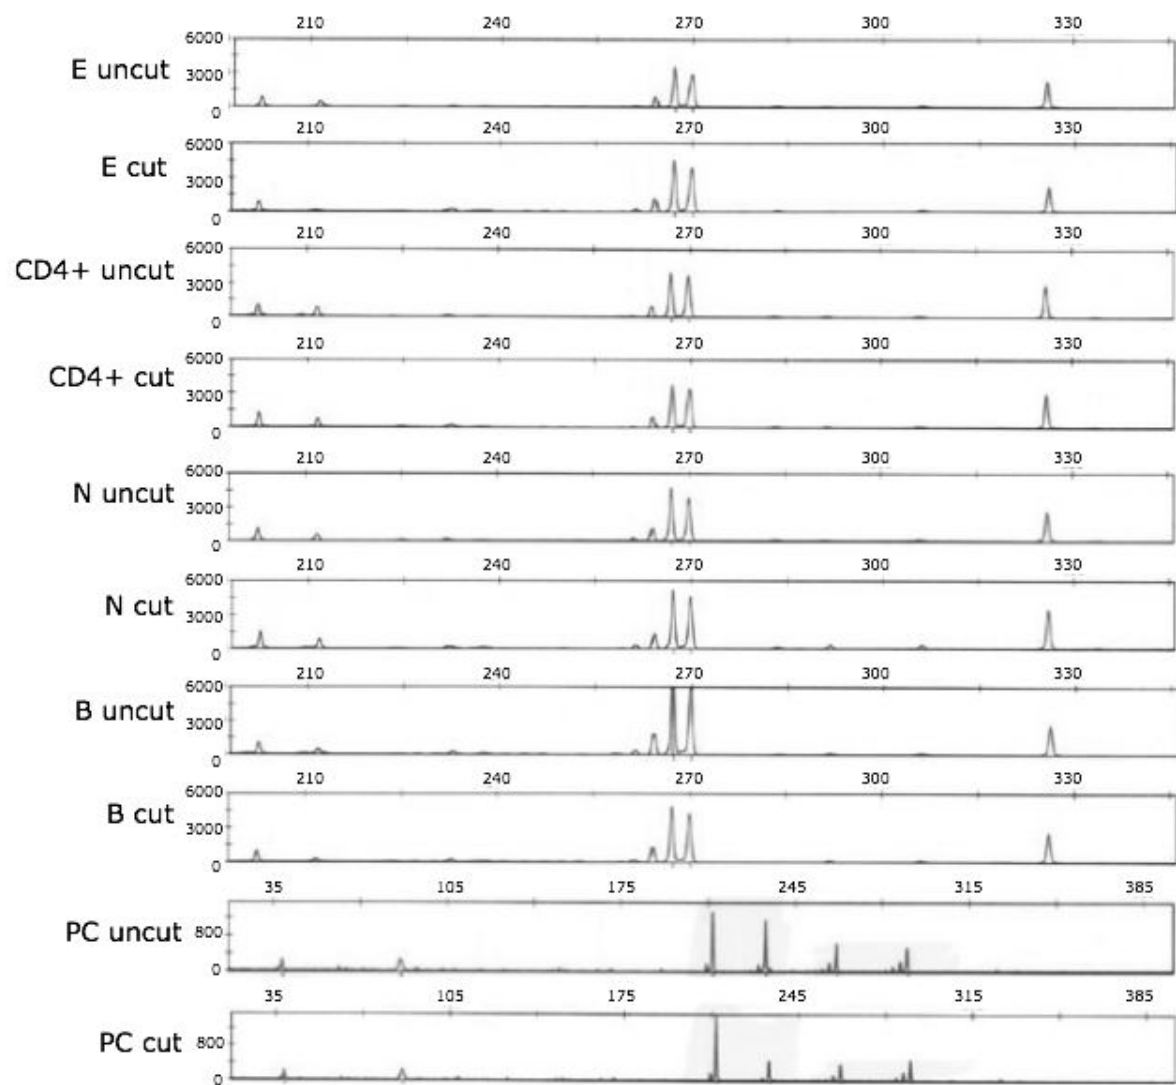 210 240 270 300 330
E uncut 6000 3000 0
210 240 270 300 330
E cut 6000 3000 0
210 240 270 300 330
CD4+ uncut 6000 3000 0
210 240 270 300 330
CD4+ cut 6000 3000 0
210 240 270 300 330
N uncut 6000 3000 0
210 240 270 300 330
N cut 6000 3000 0
210 240 270 300 330
B uncut 6000 3000 0
210 240 270 300 330
B cut 6000 3000 0
35 105 175 245 315 385
PC uncut 800 0
35 105 175 245 315 385
PC cut 800 0